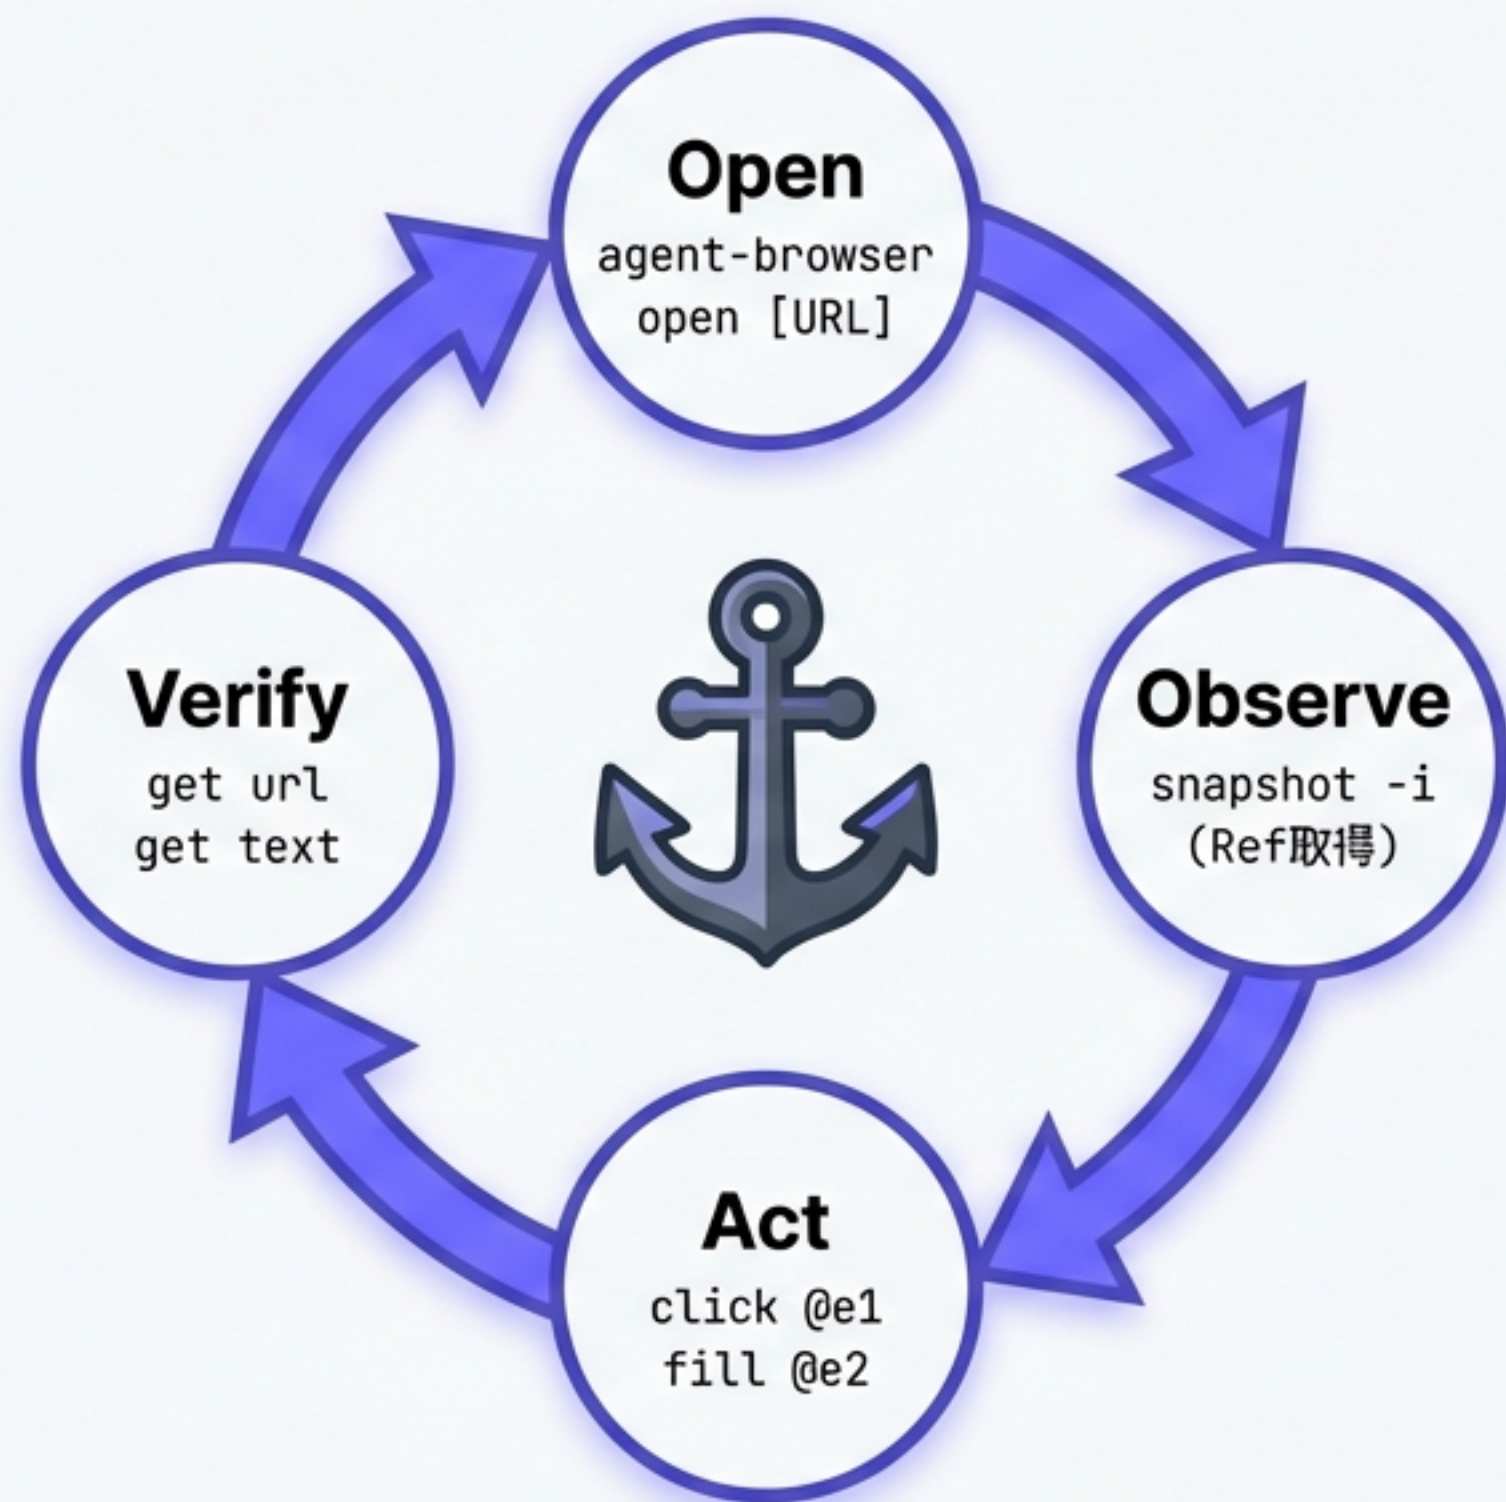 Open
agent-browser
open [URL]
Observe
snapshot -i
(Ref取得)
Act
click @e1
fill @e2
Verify
get url
get text